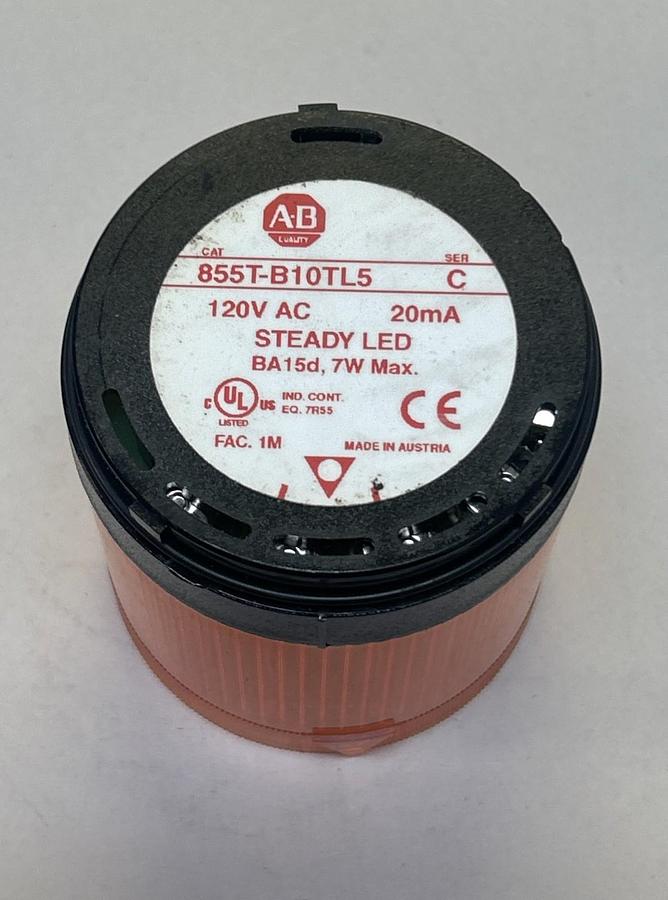 A·B
QUALITY
CAT SER
855T-B10TL5 C
120V AC 20mA
STEADY LED
BA15d, 7W Max.
C UL US IND. CONT.
LISTED EQ. 7R55
CE
FAC. 1M MADE IN AUSTRIA